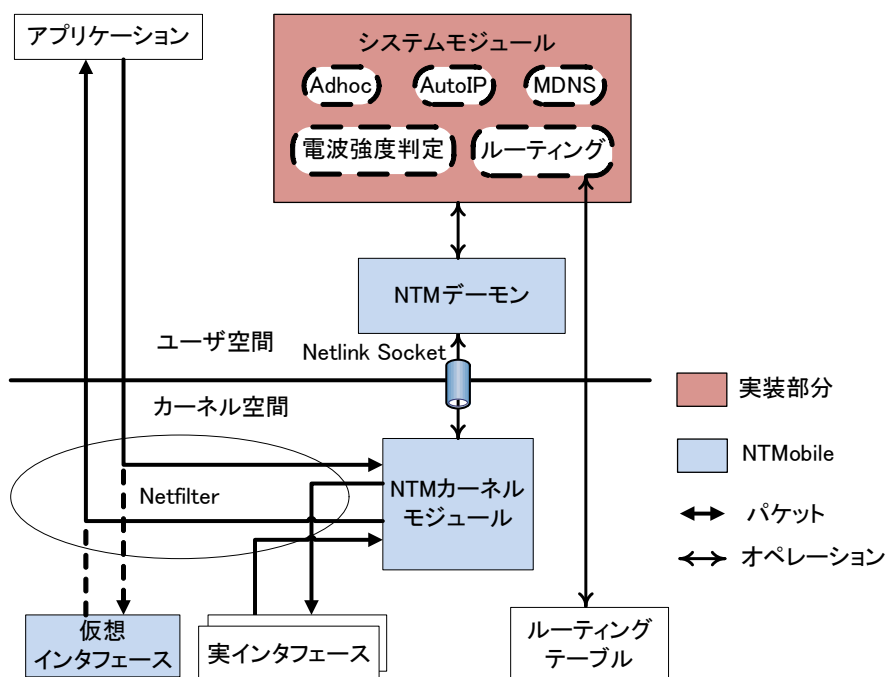 アプリケーション
システムモジュール
Adhoc
AutoIP
MDNS
電波強度判定
ルーティング
NTMデーモン
ユーザ空間
Netlink Socket
カーネル空間
実装部分
NTMobile
パケット
オペレーション
Netfilter
NTMカーネル
モジュール
仮想
インタフェース
実インタフェース
ルーティング
テーブル